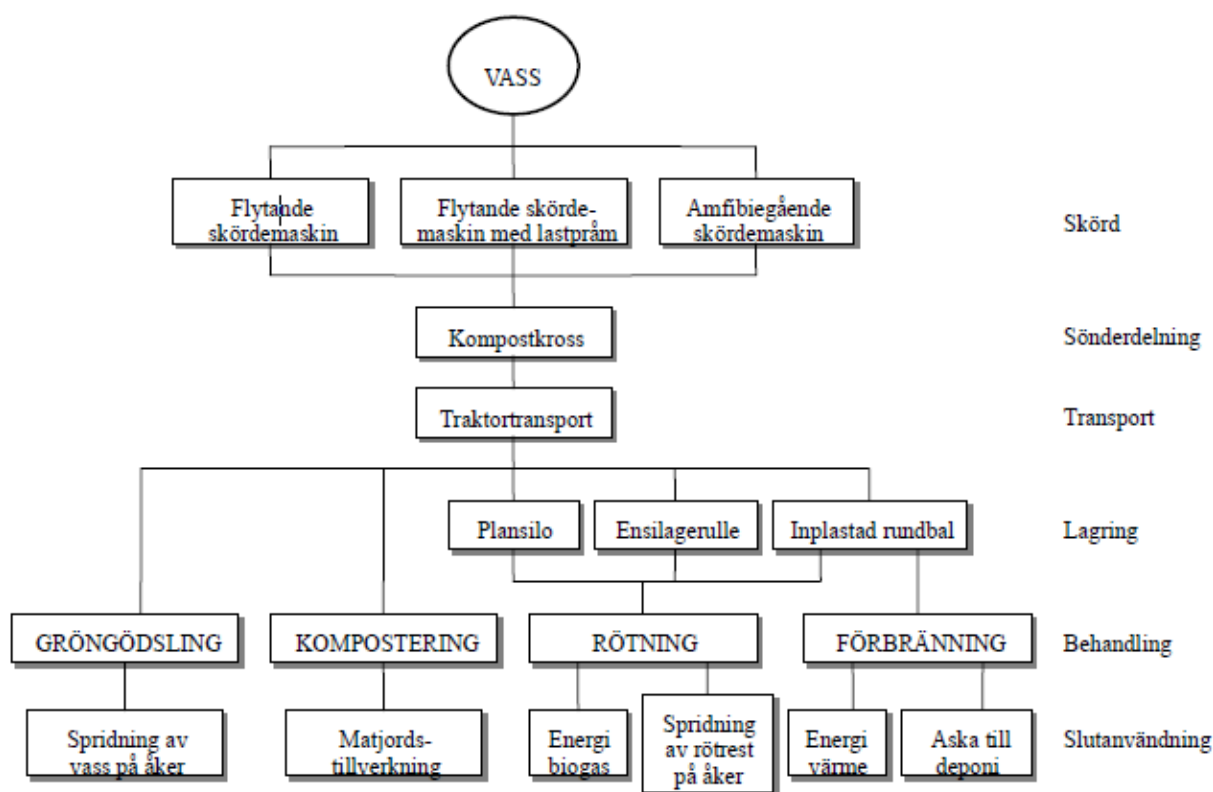 VASS
Flytande
skördemaskin
Flytande skörde-
maskin med lastpråm
Amfibiegående
skördemaskin
Skörd
Kompostkross
Sönderdelning
Traktortransport
Transport
Plansilo
Ensilagerulle
Inplastad rundbal
Lagring
GRÖNGÖDSLING
KOMPOSTERING
RÖTNING
FÖRBRÄNNING
Behandling
Spridning av
vass på åker
Matjords-
tillverkning
Energi
biogas
Spridning
av rötrest
på åker
Energi
värme
Aska till
deponi
Slutanvändning